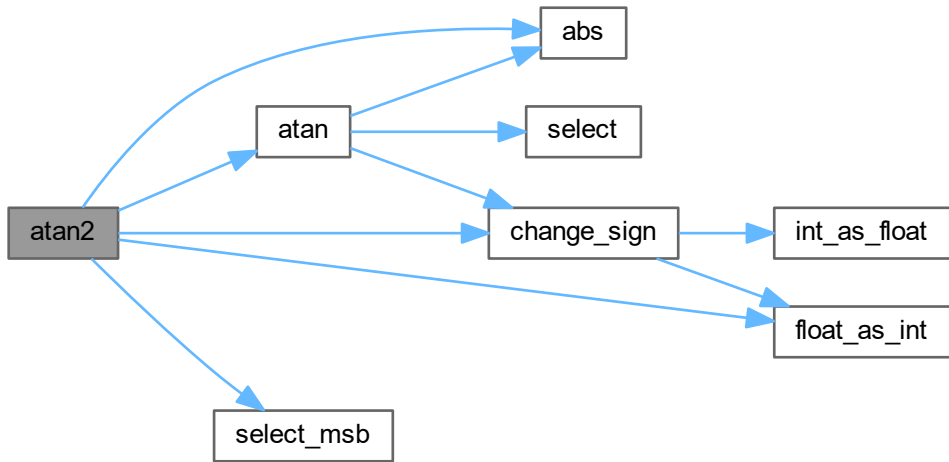 abs
atan
select
atan2
change_sign
int_as_float
float_as_int
select_msb